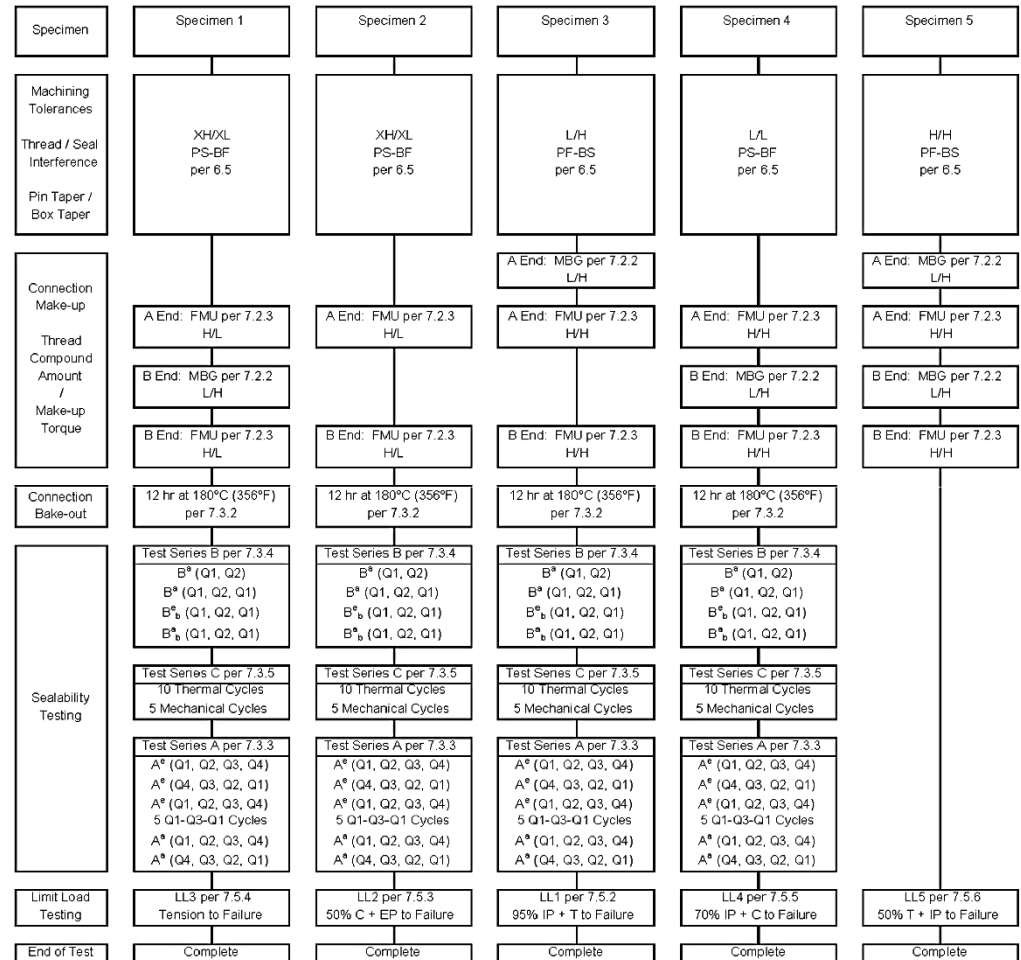 Specimen
Specimen 1
Specimen 2
Specimen 3
Specimen 4
Specimen 5
Machining
Tolerances
Thread / Seal
Interference
Pin Taper /
Box Taper
XH/XL
PS-BF
per 6.5
XH/XL
PS-BF
per 6.5
L/H
PF-BS
per 6.5
L/L
PS-BF
per 6.5
H/H
PF-BS
per 6.5
Connection
Make-up
Thread
Compound
Amount
/
Make-up
Torque
A End: FMU per 7.2.3
H/L
B End: MBG per 7.2.2
L/H
B End: FMU per 7.2.3
H/L
A End: FMU per 7.2.3
H/L
B End: FMU per 7.2.3
H/L
A End: MBG per 7.2.2
L/H
A End: FMU per 7.2.3
H/H
B End: FMU per 7.2.3
H/H
A End: FMU per 7.2.3
H/H
B End: MBG per 7.2.2
L/H
B End: FMU per 7.2.3
H/H
A End: MBG per 7.2.2
L/H
A End: FMU per 7.2.3
H/H
B End: MBG per 7.2.2
L/H
B End: FMU per 7.2.3
H/H
Connection
Bake-out
12 hr at 180ºC (356ºF)
per 7.3.2
12 hr at 180ºC (356ºF)
per 7.3.2
12 hr at 180ºC (356ºF)
per 7.3.2
12 hr at 180ºC (356ºF)
per 7.3.2
Sealability
Testing
Test Series B per 7.3.4
Bª (Q1, Q2)
Bª (Q1, Q2, Q1)
Bᵉb (Q1, Q2, Q1)
Bªb (Q1, Q2, Q1)
Test Series C per 7.3.5
10 Thermal Cycles
5 Mechanical Cycles
Test Series A per 7.3.3
Aᵉ (Q1, Q2, Q3, Q4)
Aᵉ (Q4, Q3, Q2, Q1)
Aᵉ (Q1, Q2, Q3, Q4)
5 Q1-Q3-Q1 Cycles
Aª (Q1, Q2, Q3, Q4)
Aª (Q4, Q3, Q2, Q1)
Test Series B per 7.3.4
Bª (Q1, Q2)
Bª (Q1, Q2, Q1)
Bᵉb (Q1, Q2, Q1)
Bªb (Q1, Q2, Q1)
Test Series C per 7.3.5
10 Thermal Cycles
5 Mechanical Cycles
Test Series A per 7.3.3
Aᵉ (Q1, Q2, Q3, Q4)
Aᵉ (Q4, Q3, Q2, Q1)
Aᵉ (Q1, Q2, Q3, Q4)
5 Q1-Q3-Q1 Cycles
Aª (Q1, Q2, Q3, Q4)
Aª (Q4, Q3, Q2, Q1)
Test Series B per 7.3.4
Bª (Q1, Q2)
Bª (Q1, Q2, Q1)
Bᵉb (Q1, Q2, Q1)
Bªb (Q1, Q2, Q1)
Test Series C per 7.3.5
10 Thermal Cycles
5 Mechanical Cycles
Test Series A per 7.3.3
Aᵉ (Q1, Q2, Q3, Q4)
Aᵉ (Q4, Q3, Q2, Q1)
Aᵉ (Q1, Q2, Q3, Q4)
5 Q1-Q3-Q1 Cycles
Aª (Q1, Q2, Q3, Q4)
Aª (Q4, Q3, Q2, Q1)
Test Series B per 7.3.4
Bª (Q1, Q2)
Bª (Q1, Q2, Q1)
Bᵉb (Q1, Q2, Q1)
Bªb (Q1, Q2, Q1)
Test Series C per 7.3.5
10 Thermal Cycles
5 Mechanical Cycles
Test Series A per 7.3.3
Aᵉ (Q1, Q2, Q3, Q4)
Aᵉ (Q4, Q3, Q2, Q1)
Aᵉ (Q1, Q2, Q3, Q4)
5 Q1-Q3-Q1 Cycles
Aª (Q1, Q2, Q3, Q4)
Aª (Q4, Q3, Q2, Q1)
Limit Load
Testing
LL3 per 7.5.4
Tension to Failure
LL2 per 7.5.3
50% C + EP to Failure
LL1 per 7.5.2
95% IP + T to Failure
LL4 per 7.5.5
70% IP + C to Failure
LL5 per 7.5.6
50% T + IP to Failure
End of Test
Complete
Complete
Complete
Complete
Complete